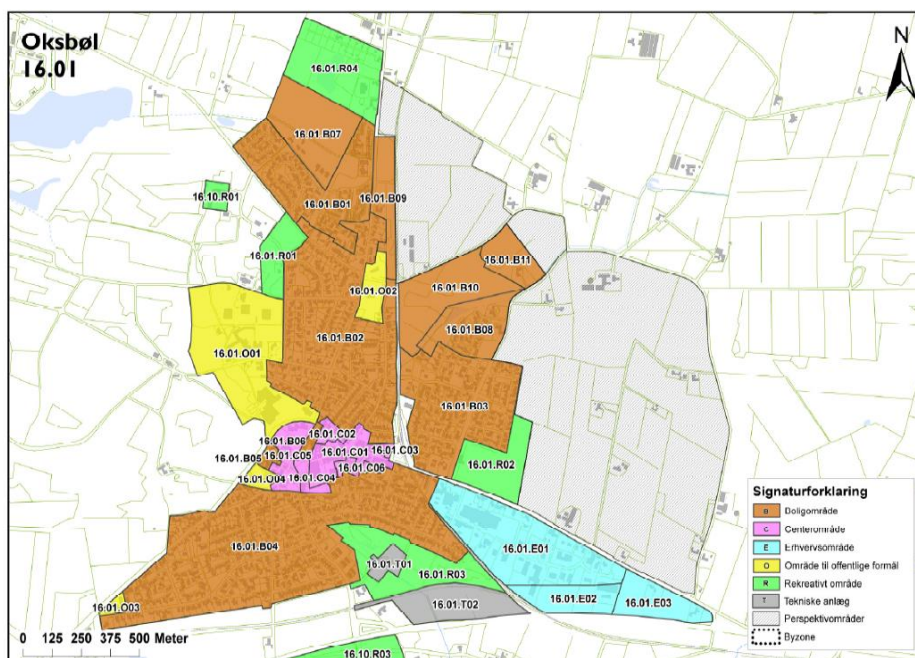 Oksbøl
16.01
N
16.01.R04
16.01.B07
16.10.R01
16.01.B01
16.01.B09
16.01.R01
16.01.B11
16.01.O02
16.01.B10
16.01.B08
16.01.B02
16.01.O01
16.01.B03
16.01.C02
16.01.B06
16.01.C03
16.01.C01
16.01.B05
16.01.C05
16.01.C06
16.01.R02
16.01.O04
16.01.C04
16.01.B04
16.01.E01
16.01.T01
16.01.R03
16.01.E02
16.01.E03
16.01.O03
16.01.T02
16.10.R03
0 125 250 375 500 Meter
Signaturforklaring
B Boligområde
C Centerområde
E Erhvervsområde
O Område til offentlige formål
R Rekreativt område
T Tekniske anlæg
Perspektivområder
Byzone